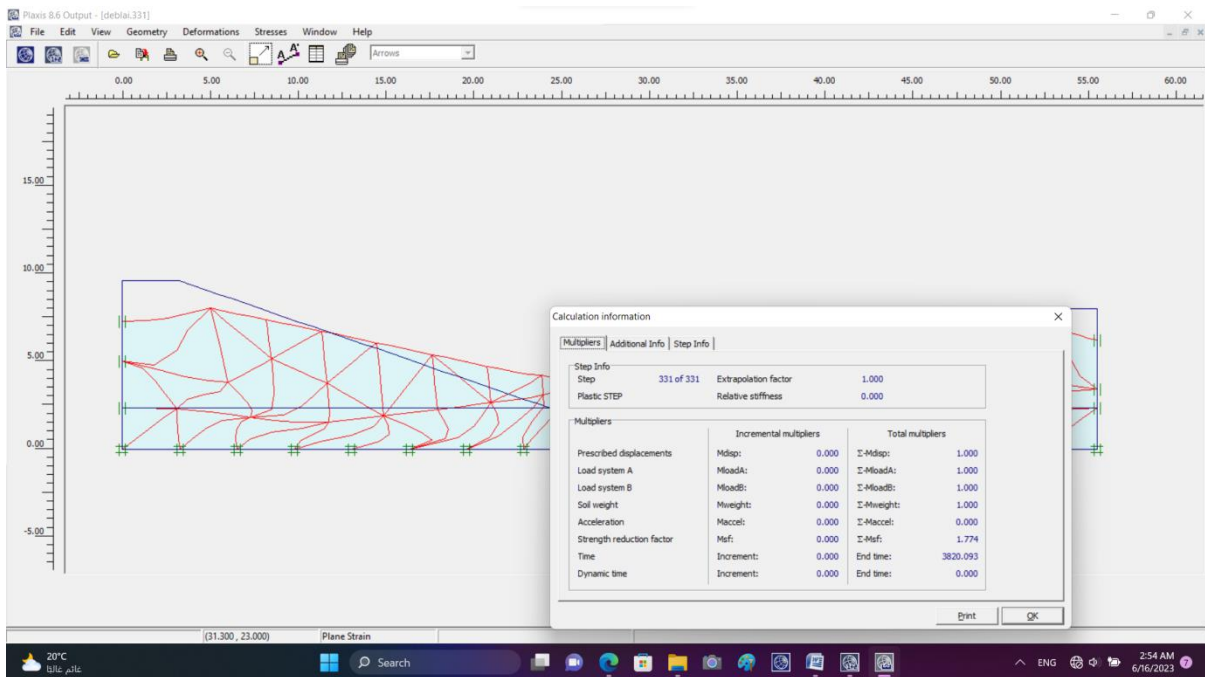 Plaxis 8.6 Output - [deblai.331]
File Edit View Geometry Deformations Stresses Window Help
Arrows
0.00 5.00 10.00 15.00 20.00 25.00 30.00 35.00 40.00 45.00 50.00 55.00 60.00
15.00
10.00
5.00
0.00
-5.00
Calculation information
Multipliers Additional Info Step Info
Step Info
Step 331 of 331 Extrapolation factor 1.000
Plastic STEP Relative stiffness 0.000
Multipliers
Incremental multipliers Total multipliers
Prescribed displacements Mdisp: 0.000 Σ-Mdisp: 1.000
Load system A MloadA: 0.000 Σ-MloadA: 1.000
Load system B MloadB: 0.000 Σ-MloadB: 1.000
Soil weight Mweight: 0.000 Σ-Mweight: 1.000
Acceleration Maccel: 0.000 Σ-Maccel: 0.000
Strength reduction factor Msf: 0.000 Σ-Msf: 1.774
Time Increment: 0.000 End time: 3820.093
Dynamic time Increment: 0.000 End time: 0.000
Print OK
(31.300 , 23.000) Plane Strain
20°C
غائم غالبًا
Search
ENG
2:54 AM
6/16/2023
7